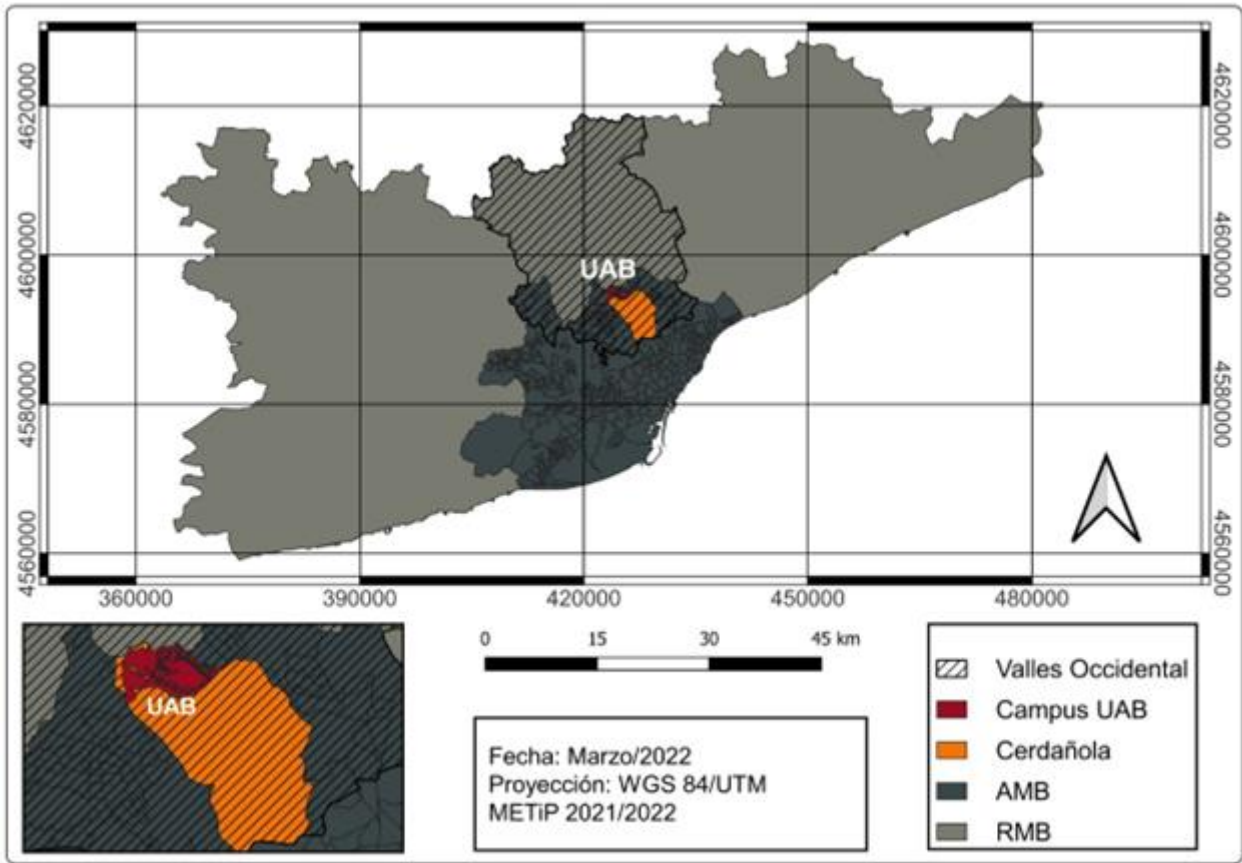 4620000
4620000
4600000
4600000
UAB
4580000
4580000
4560000
4560000
360000
390000
420000
450000
480000
0 15 30 45 km
UAB
Fecha: Marzo/2022
Proyección: WGS 84/UTM
METiP 2021/2022
Valles Occidental
Campus UAB
Cerdañola
AMB
RMB